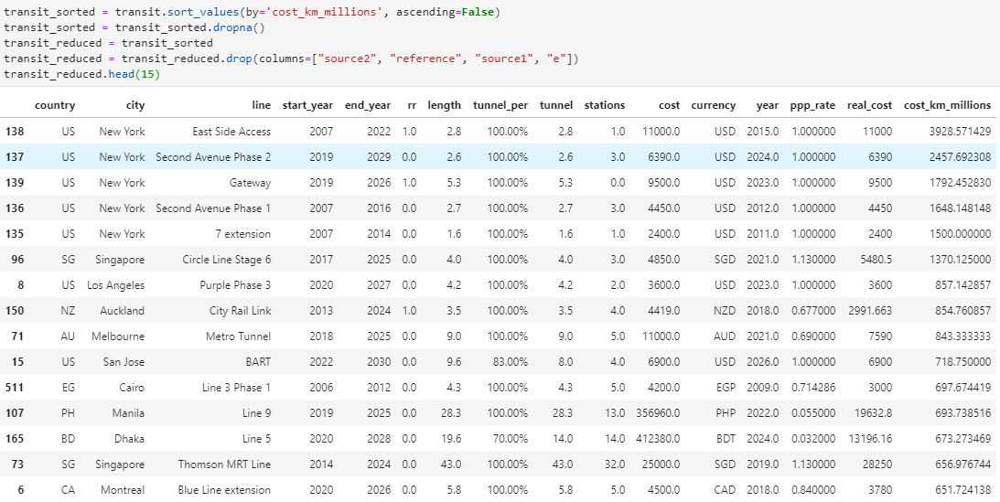 transit_sorted = transit.sort_values(by='cost_km_millions', ascending=False)
transit_sorted = transit_sorted.dropna()
transit_reduced = transit_sorted
transit_reduced = transit_reduced.drop(columns=["source2", "reference", "source1", "e"])
transit_reduced.head(15)
country city line start_year end_year rr length tunnel_per tunnel stations cost currency year ppp_rate real_cost cost_km_millions
138 US New York East Side Access 2007 2022 1.0 2.8 100.00% 2.8 1.0 11000.0 USD 2015.0 1.000000 11000 3928.571429
137 US New York Second Avenue Phase 2 2019 2029 0.0 2.6 100.00% 2.6 3.0 6390.0 USD 2024.0 1.000000 6390 2457.692308
139 US New York Gateway 2019 2026 1.0 5.3 100.00% 5.3 0.0 9500.0 USD 2023.0 1.000000 9500 1792.452830
136 US New York Second Avenue Phase 1 2007 2016 0.0 2.7 100.00% 2.7 3.0 4450.0 USD 2012.0 1.000000 4450 1648.148148
135 US New York 7 extension 2007 2014 0.0 1.6 100.00% 1.6 1.0 2400.0 USD 2011.0 1.000000 2400 1500.000000
96 SG Singapore Circle Line Stage 6 2017 2025 0.0 4.0 100.00% 4.0 3.0 4850.0 SGD 2021.0 1.130000 5480.5 1370.125000
8 US Los Angeles Purple Phase 3 2020 2027 0.0 4.2 100.00% 4.2 2.0 3600.0 USD 2023.0 1.000000 3600 857.142857
150 NZ Auckland City Rail Link 2013 2024 1.0 3.5 100.00% 3.5 4.0 4419.0 NZD 2018.0 0.677000 2991.663 854.760857
71 AU Melbourne Metro Tunnel 2018 2025 0.0 9.0 100.00% 9.0 5.0 11000.0 AUD 2021.0 0.690000 7590 843.333333
15 US San Jose BART 2022 2030 0.0 9.6 83.00% 8.0 4.0 6900.0 USD 2026.0 1.000000 6900 718.750000
511 EG Cairo Line 3 Phase 1 2006 2012 0.0 4.3 100.00% 4.3 5.0 4200.0 EGP 2009.0 0.714286 3000 697.674419
107 PH Manila Line 9 2019 2025 0.0 28.3 100.00% 28.3 13.0 356960.0 PHP 2022.0 0.055000 19632.8 693.738516
165 BD Dhaka Line 5 2020 2028 0.0 19.6 70.00% 14.0 14.0 412380.0 BDT 2024.0 0.032000 13196.16 673.273469
73 SG Singapore Thomson MRT Line 2014 2024 0.0 43.0 100.00% 43.0 32.0 25000.0 SGD 2019.0 1.130000 28250 656.976744
6 CA Montreal Blue Line extension 2020 2026 0.0 5.8 100.00% 5.8 5.0 4500.0 CAD 2018.0 0.840000 3780 651.724138